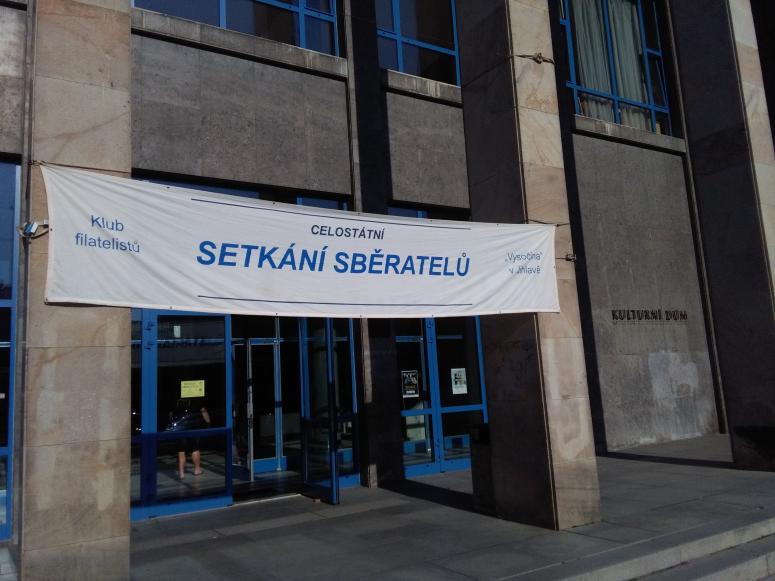 Klub
filatelistů
CELOSTÁTNÍ
SETKÁNÍ SBĚRATELŮ
„Vysočina“
v Jihlavě
KULTURNÍ DŮM